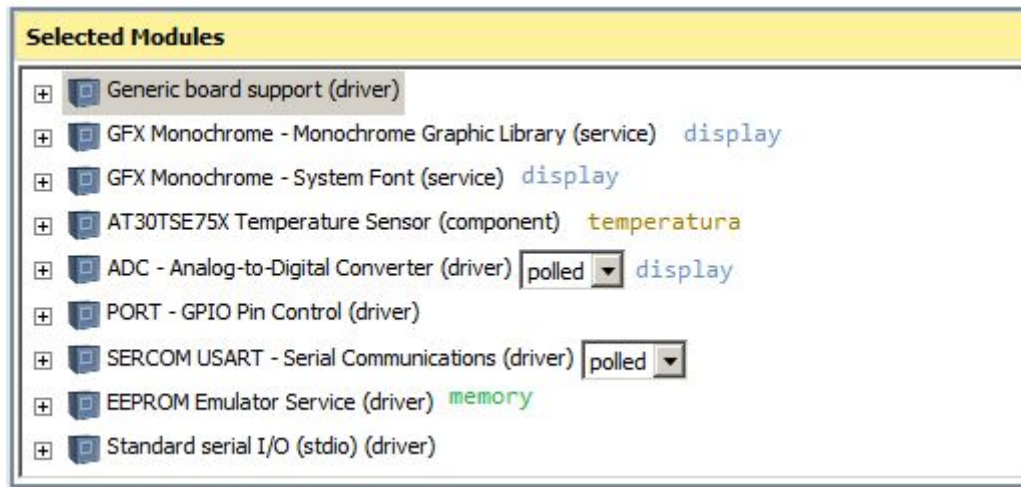 Selected Modules
Generic board support (driver)
GFX Monochrome - Monochrome Graphic Library (service) display
GFX Monochrome - System Font (service) display
AT30TSE75X Temperature Sensor (component) temperatura
ADC - Analog-to-Digital Converter (driver) polled display
PORT - GPIO Pin Control (driver)
SERCOM USART - Serial Communications (driver) polled
EEPROM Emulator Service (driver) memory
Standard serial I/O (stdio) (driver)